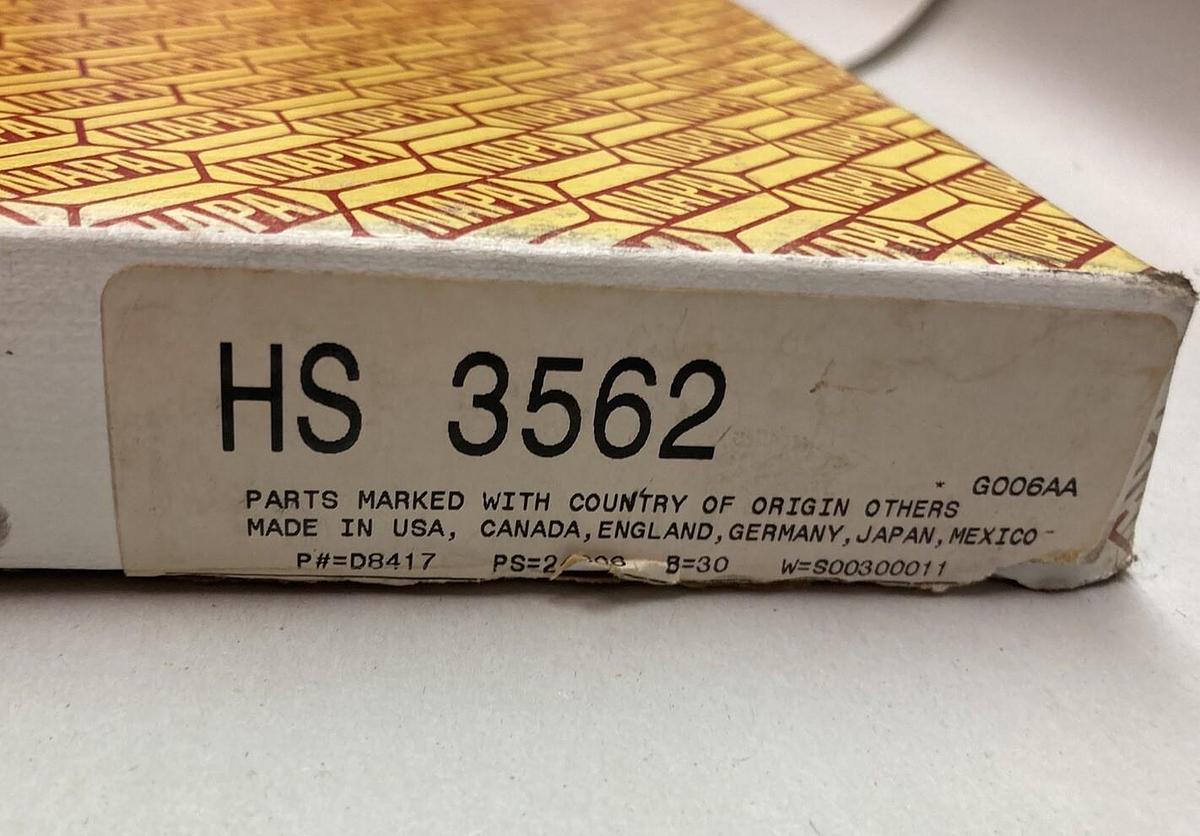 NAPA
HS 3562
* G006AA
PARTS MARKED WITH COUNTRY OF ORIGIN OTHERS
MADE IN USA, CANADA, ENGLAND, GERMANY, JAPAN, MEXICO
P#=D8417 B=30 W=S00300011